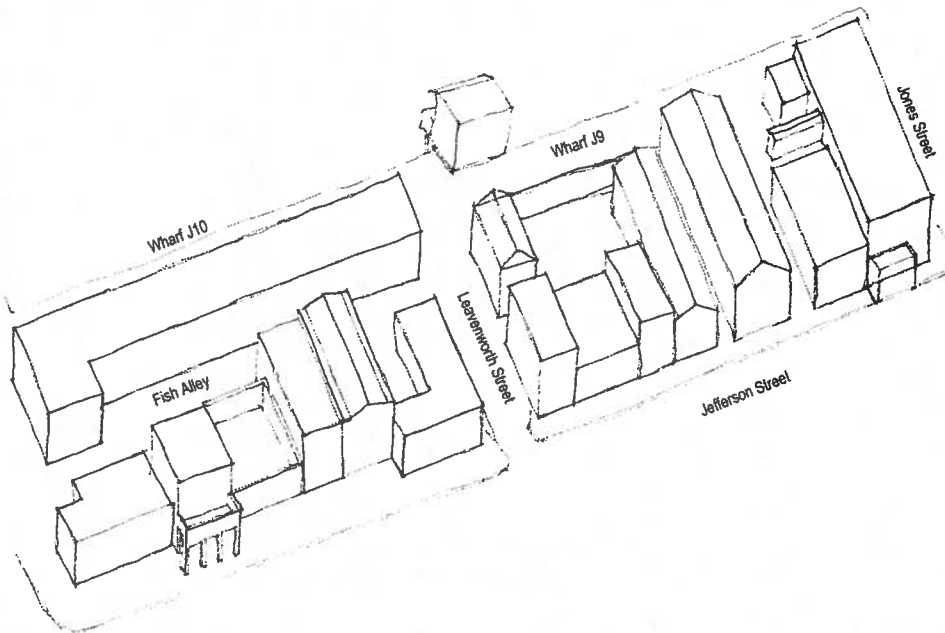 Jones Street
Wharf J9
Wharf J10
Leavenworth Street
Fish Alley
Jefferson Street